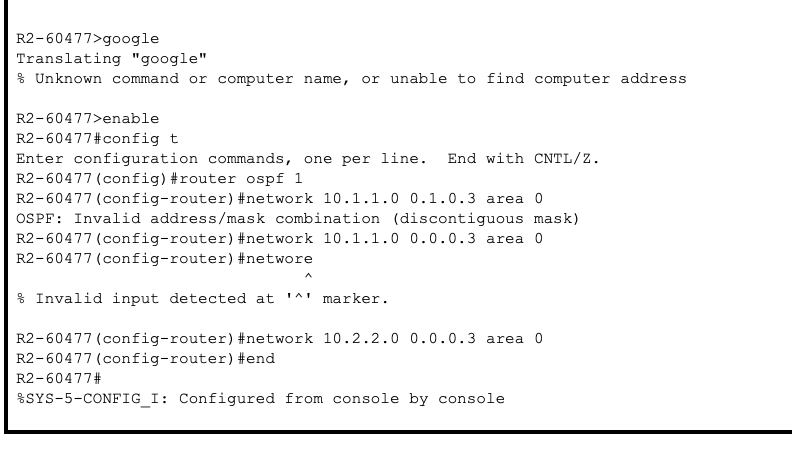 R2-60477>google
Translating "google"
% Unknown command or computer name, or unable to find computer address
R2-60477>enable
R2-60477#config t
Enter configuration commands, one per line.  End with CNTL/Z.
R2-60477(config)#router ospf 1
R2-60477(config-router)#network 10.1.1.0 0.1.0.3 area 0
OSPF: Invalid address/mask combination (discontiguous mask)
R2-60477(config-router)#network 10.1.1.0 0.0.0.3 area 0
R2-60477(config-router)#networe
^
% Invalid input detected at '^' marker.
R2-60477(config-router)#network 10.2.2.0 0.0.0.3 area 0
R2-60477(config-router)#end
R2-60477#
%SYS-5-CONFIG_I: Configured from console by console